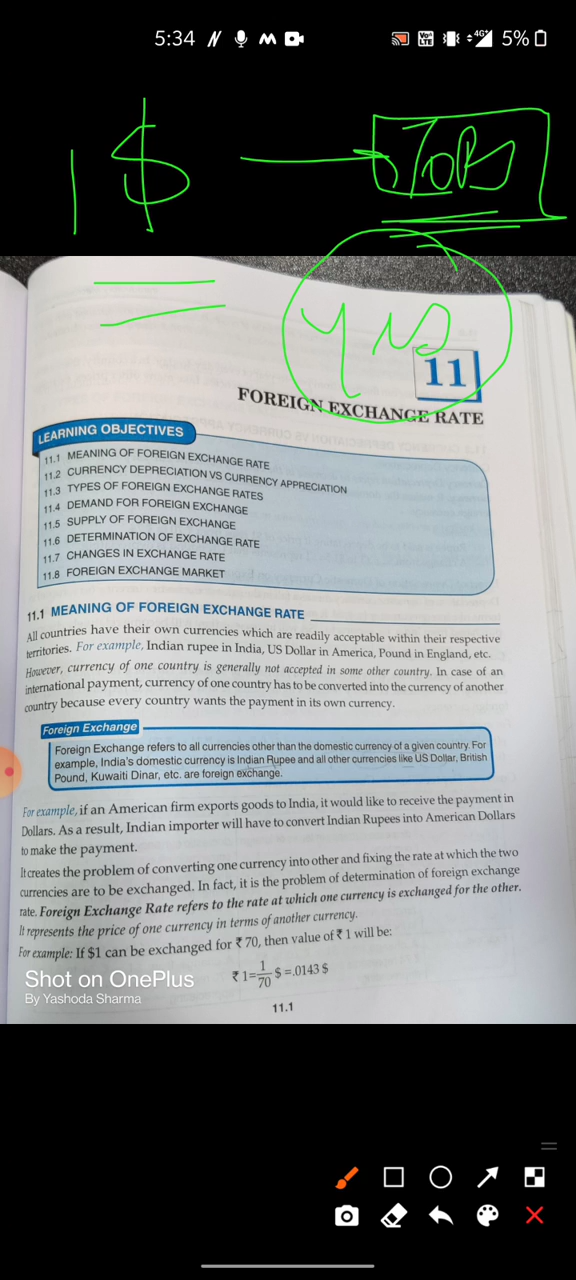 5:34 4G+ 5%
Vo)
LTE
1 $
= yes
11
FOREIGN EXCHANGE RATE
LEARNING OBJECTIVES
11.1 MEANING OF FOREIGN EXCHANGE RATE
11.2 CURRENCY DEPRECIATION VS CURRENCY APPRECIATION
11.3 TYPES OF FOREIGN EXCHANGE RATES
11.4 DEMAND FOR FOREIGN EXCHANGE
11.5 SUPPLY OF FOREIGN EXCHANGE
11.6 DETERMINATION OF EXCHANGE RATE
11.7 CHANGES IN EXCHANGE RATE
11.8 FOREIGN EXCHANGE MARKET
11.1 MEANING OF FOREIGN EXCHANGE RATE
All countries have their own currencies which are readily acceptable within their respective
territories. For example, Indian rupee in India, US Dollar in America, Pound in England, etc.
However, currency of one country is generally not accepted in some other country. In case of an
international payment, currency of one country has to be converted into the currency of another
country because every country wants the payment in its own currency.
Foreign Exchange
Foreign Exchange refers to all currencies other than the domestic currency of a given country. For
example, India's domestic currency is Indian Rupee and all other currencies like US Dollar, British
Pound, Kuwaiti Dinar, etc. are foreign exchange.
For example, if an American firm exports goods to India, it would like to receive the payment in
Dollars. As a result, Indian importer will have to convert Indian Rupees into American Dollars
to make the payment.
It creates the problem of converting one currency into other and fixing the rate at which the two
currencies are to be exchanged. In fact, it is the problem of determination of foreign exchange
rate. Foreign Exchange Rate refers to the rate at which one currency is exchanged for the other.
It represents the price of one currency in terms of another currency.
For example: If $1 can be exchanged for ₹ 70, then value of ₹ 1 will be:
₹ 1=1/70 $ =.0143 $
Shot on OnePlus
By Yashoda Sharma
11.1